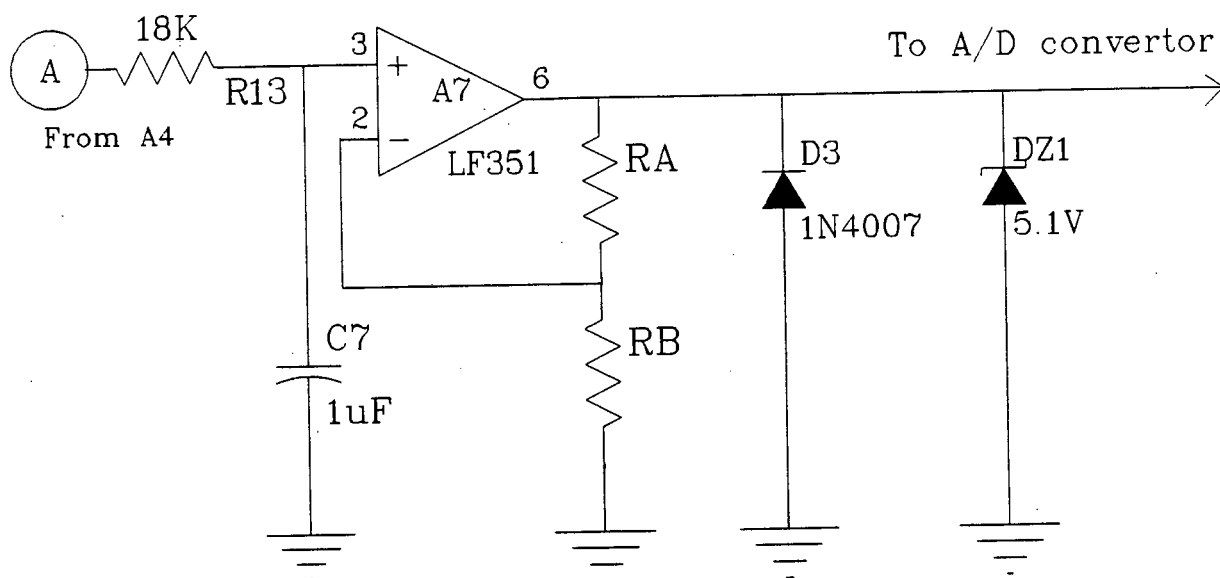 18K
To A/D convertor
A
3
+
A7
6
R13
From A4
2
−
LF351
RA
D3
1N4007
DZ1
5.1V
C7
1uF
RB